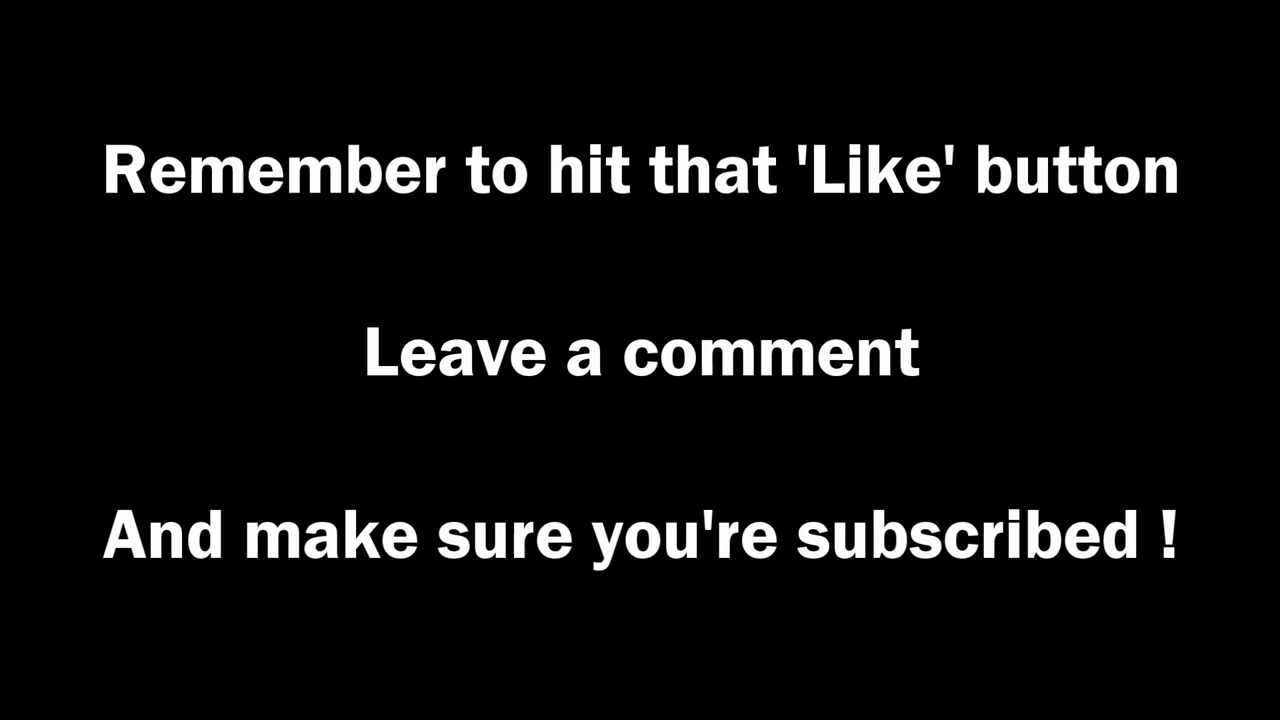 Remember to hit that 'Like' button
Leave a comment
And make sure you're subscribed !